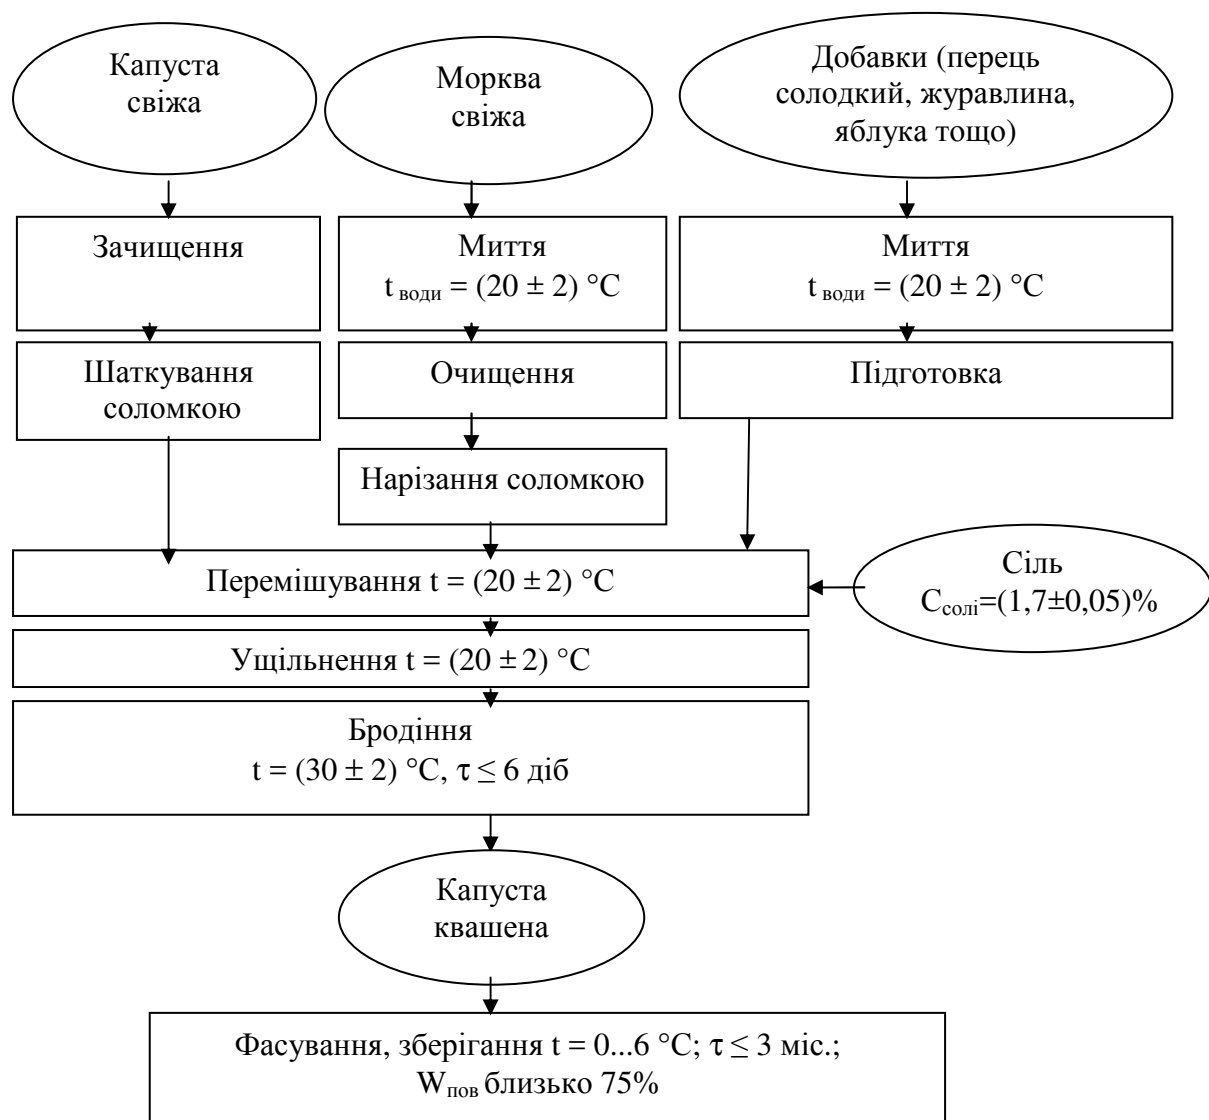 Капуста
свіжа
Морква
свіжа
Добавки (перець
солодкий, журавлина,
яблука тощо)
Зачищення
Миття
t води = (20 ± 2) °C
Миття
t води = (20 ± 2) °C
Шаткування
соломкою
Очищення
Підготовка
Нарізання соломкою
Перемішування t = (20 ± 2) °C
Сіль
Ссолі=(1,7±0,05)%
Ущільнення t = (20 ± 2) °C
Бродіння
t = (30 ± 2) °C, τ ≤ 6 діб
Капуста
квашена
Фасування, зберігання t = 0...6 °C; τ ≤ 3 міс.;
Wпов близько 75%